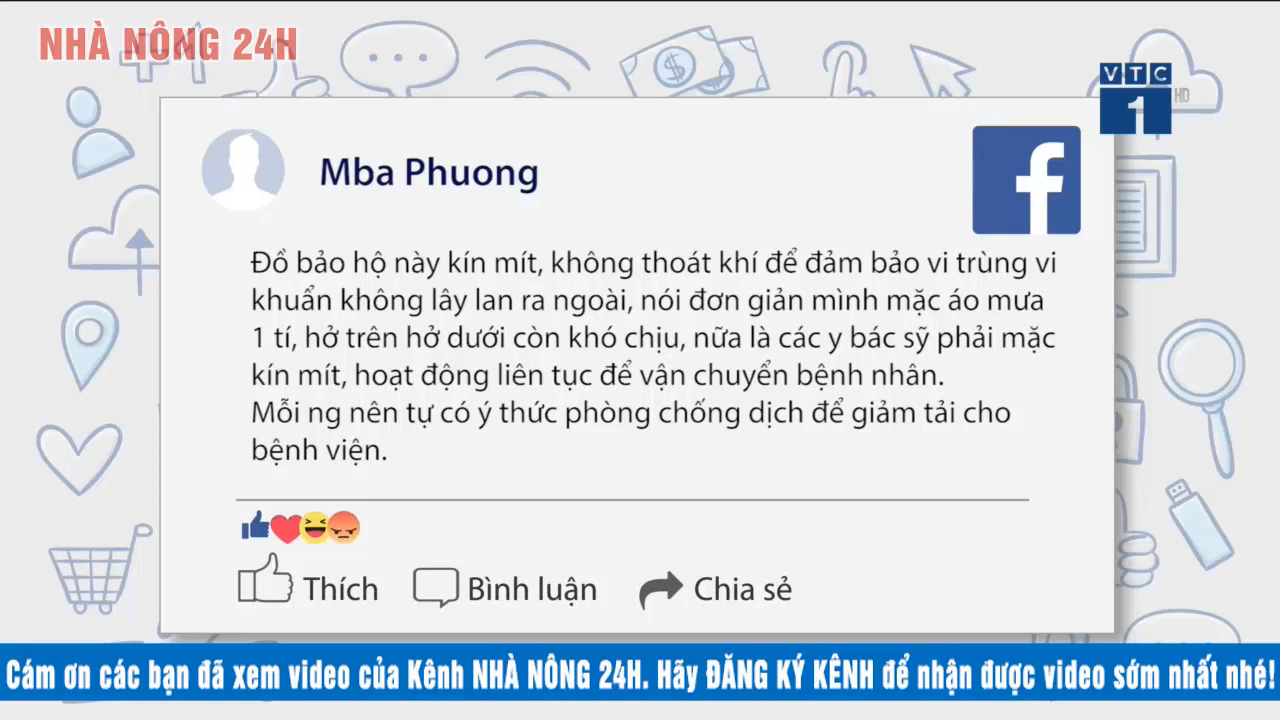 NHÀ NÔNG 24H
VTC
HD
1
Mba Phuong
f
Đồ bảo hộ này kín mít, không thoát khí để đảm bảo vi trùng vi
khuẩn không lây lan ra ngoài, nói đơn giản mình mặc áo mưa
1 tí, hở trên hở dưới còn khó chịu, nữa là các y bác sỹ phải mặc
kín mít, hoạt động liên tục để vận chuyển bệnh nhân.
Mỗi ng nên tự có ý thức phòng chống dịch để giảm tải cho
bệnh viện.
Thích Bình luận Chia sẻ
Cám ơn các bạn đã xem video của Kênh NHÀ NÔNG 24H. Hãy ĐĂNG KÝ KÊNH để nhận được video sớm nhất nhé!